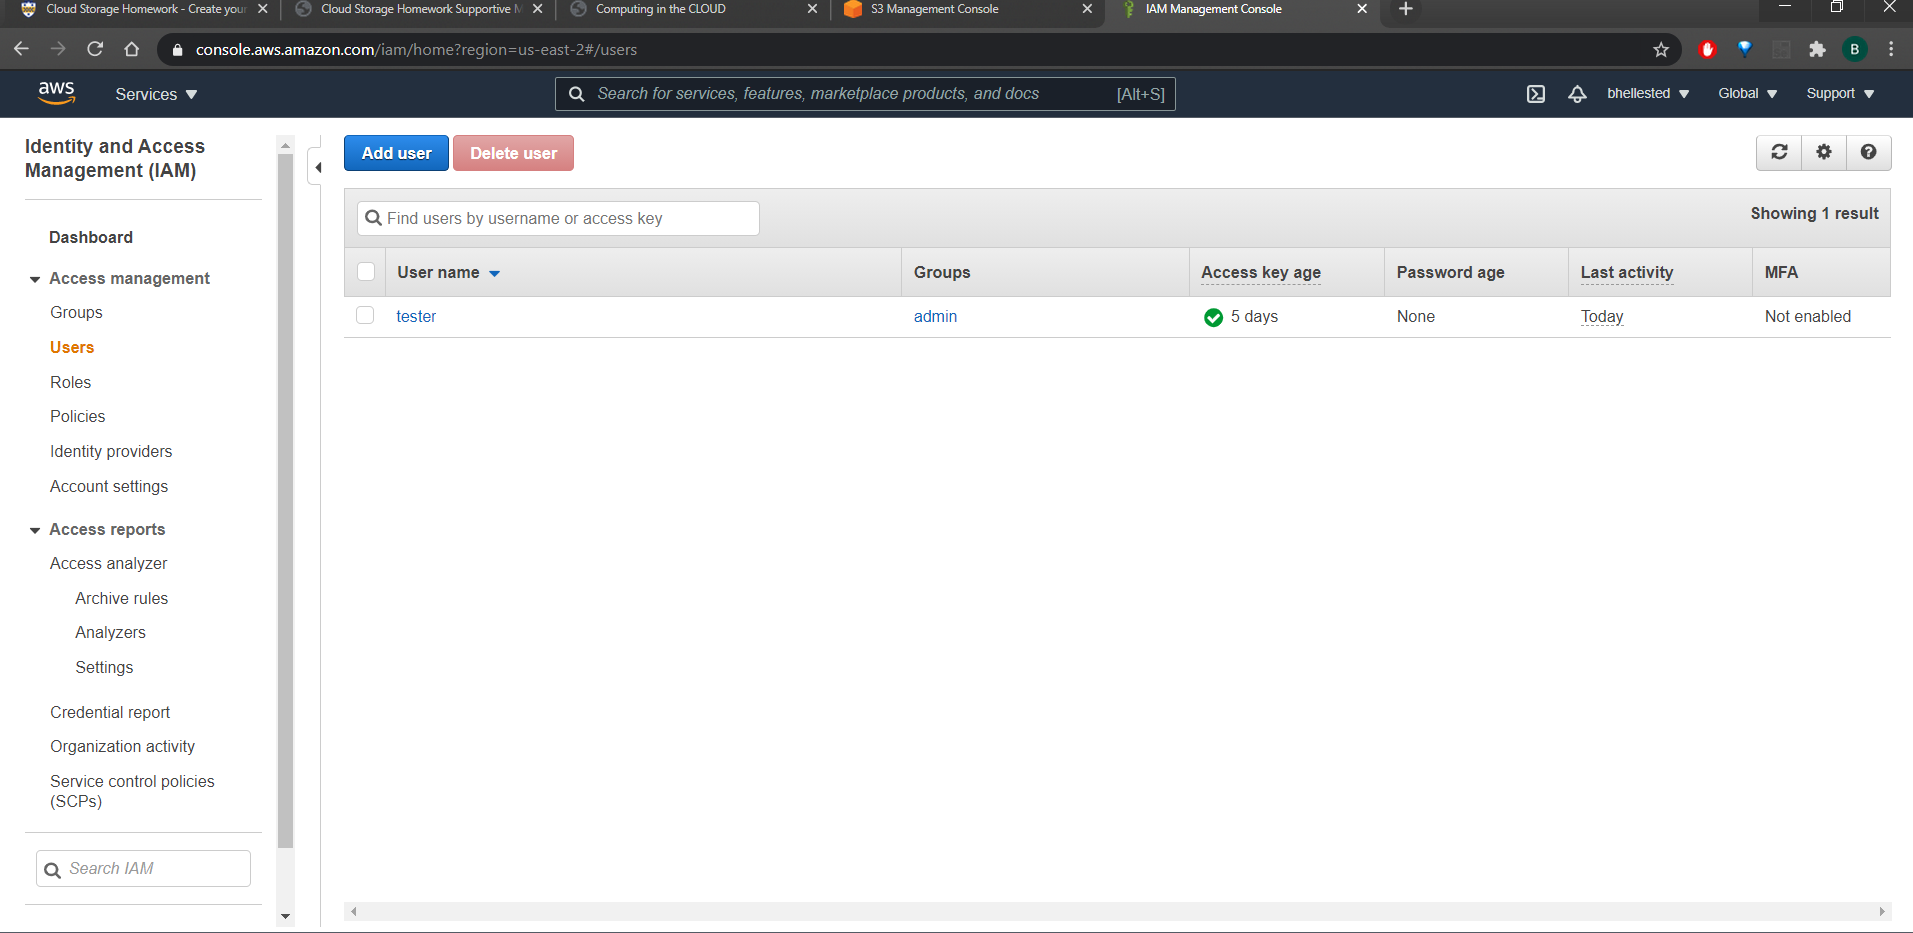 Cloud Storage Homework - Create your
Cloud Storage Homework Supportive M
Computing in the CLOUD
S3 Management Console
IAM Management Console
console.aws.amazon.com/iam/home?region=us-east-2#/users
B
aws
Services
Search for services, features, marketplace products, and docs
[Alt+S]
bhellested
Global
Support
Identity and Access
Management (IAM)
Dashboard
Access management
Groups
Users
Roles
Policies
Identity providers
Account settings
Access reports
Access analyzer
Archive rules
Analyzers
Settings
Credential report
Organization activity
Service control policies
(SCPs)
Search IAM
Add user
Delete user
Find users by username or access key
Showing 1 result
User name
Groups
Access key age
Password age
Last activity
MFA
tester
admin
5 days
None
Today
Not enabled